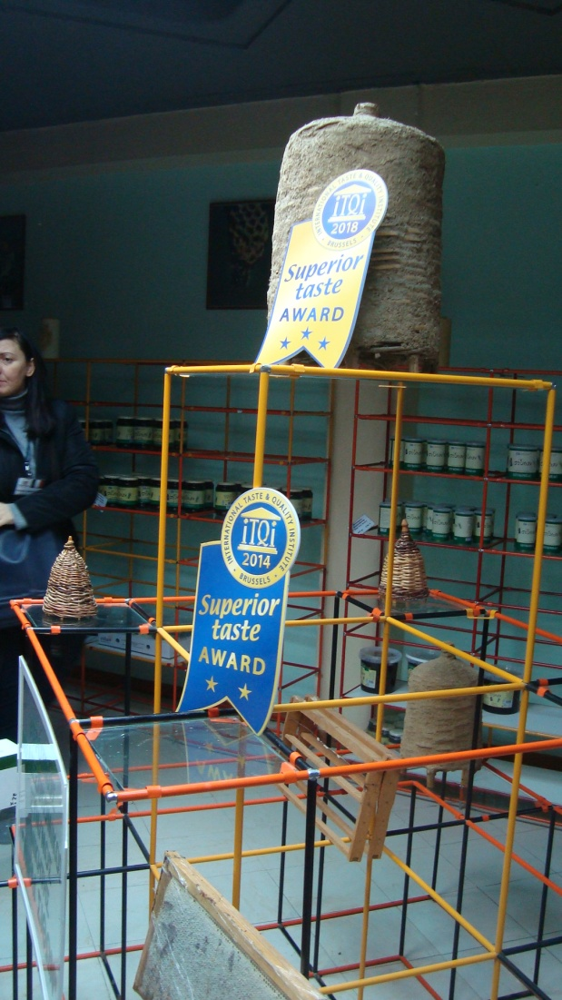 INTERNATIONAL TASTE & QUALITY INSTITUTE
iTQi
2018
• BRUSSELS •
Superior
taste
AWARD
INTERNATIONAL TASTE & QUALITY INSTITUTE
iTQi
2014
• BRUSSELS •
Superior
taste
AWARD